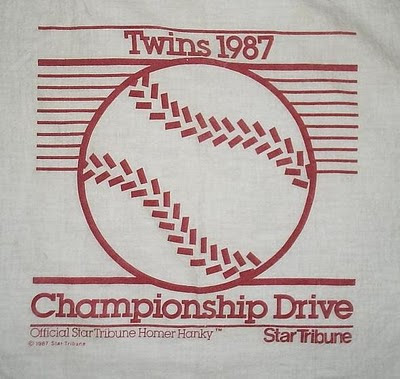 Twins 1987
Championship Drive
Official Star Tribune Homer Hanky™ Star Tribune
© 1987 Star Tribune